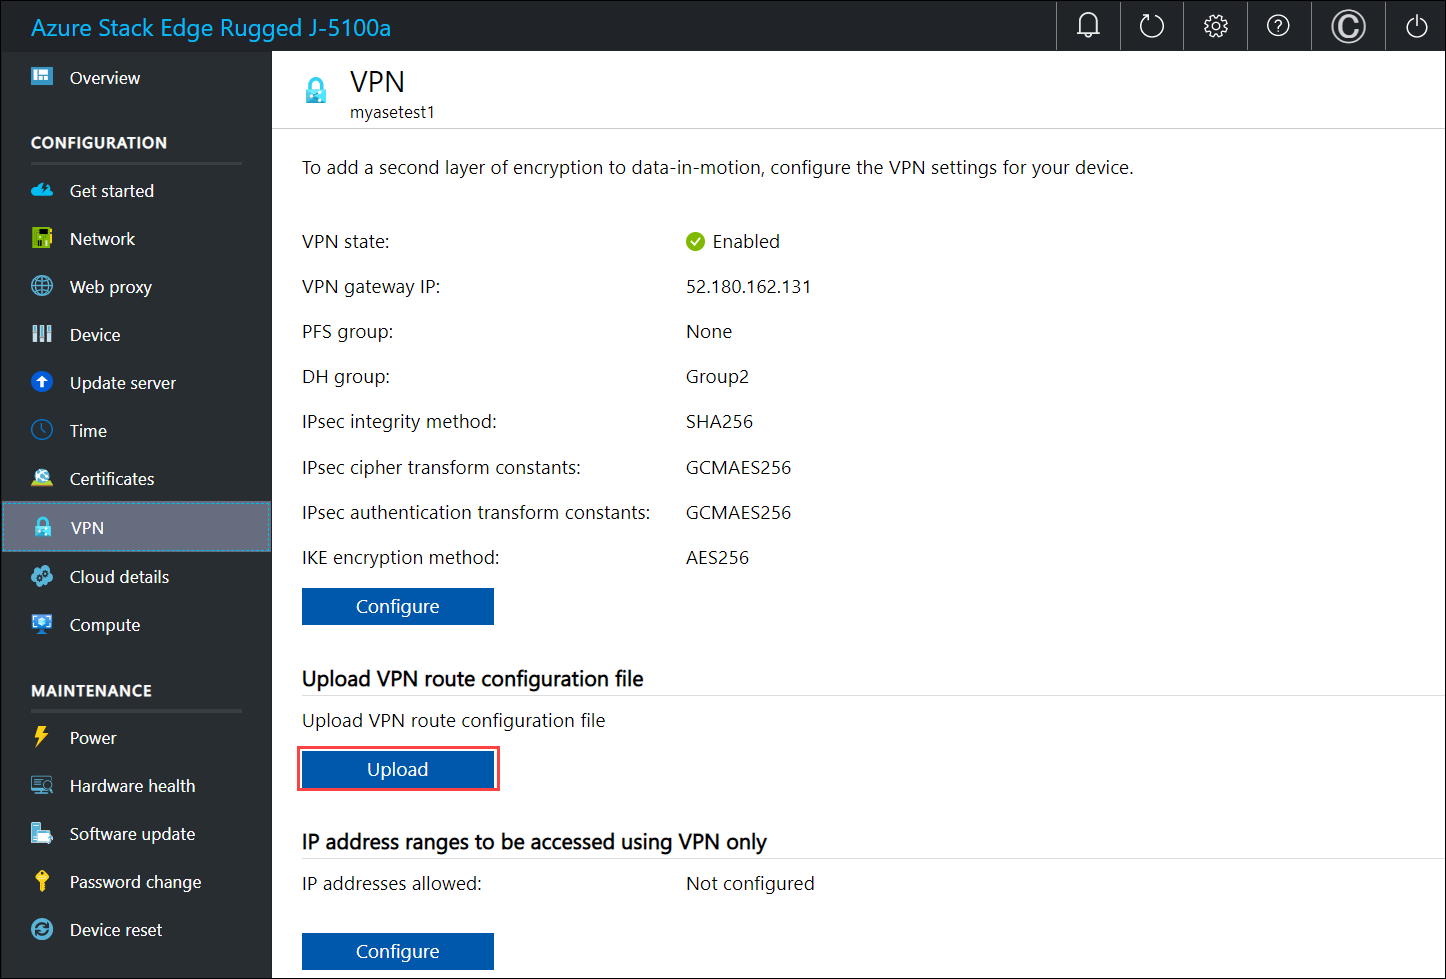 Azure Stack Edge Rugged J-5100a
Overview
CONFIGURATION
Get started
Network
Web proxy
Device
Update server
Time
Certificates
VPN
Cloud details
Compute
MAINTENANCE
Power
Hardware health
Software update
Password change
Device reset
VPN
myasetest1
To add a second layer of encryption to data-in-motion, configure the VPN settings for your device.
VPN state: Enabled
VPN gateway IP: 52.180.162.131
PFS group: None
DH group: Group2
IPsec integrity method: SHA256
IPsec cipher transform constants: GCMAES256
IPsec authentication transform constants: GCMAES256
IKE encryption method: AES256
Configure
Upload VPN route configuration file
Upload VPN route configuration file
Upload
IP address ranges to be accessed using VPN only
IP addresses allowed: Not configured
Configure